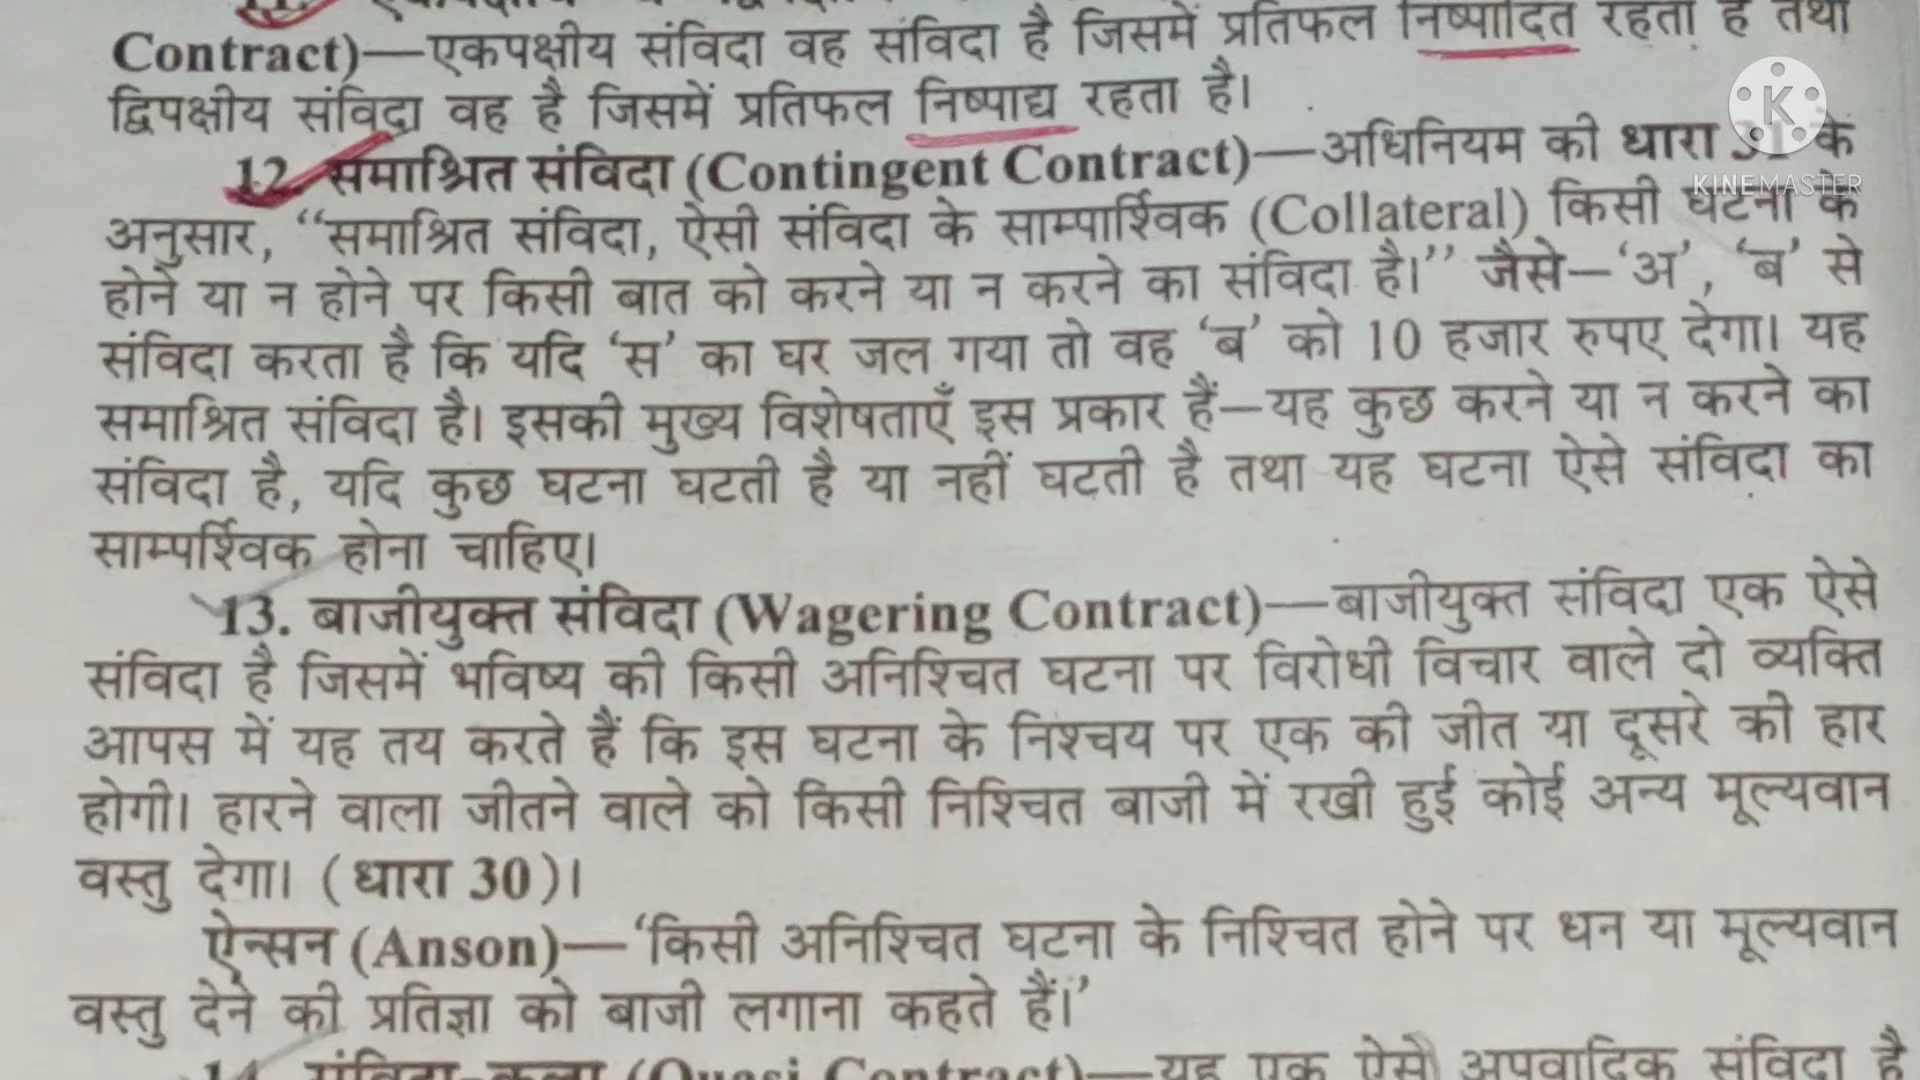 Contract)—एकपक्षीय संविदा वह संविदा है जिसमें प्रतिफल निष्पादित रहता है तथा
द्विपक्षीय संविदा वह है जिसमें प्रतिफल निष्पाद्य रहता है।
12. समाश्रित संविदा (Contingent Contract)—अधिनियम की धारा 31 के
KINEMASTER
अनुसार, “समाश्रित संविदा, ऐसी संविदा के साम्पार्श्विक (Collateral) किसी घटना के
होने या न होने पर किसी बात को करने या न करने का संविदा है।” जैसे—‘अ’, ‘ब’ से
संविदा करता है कि यदि ‘स’ का घर जल गया तो वह ‘ब’ को 10 हजार रुपए देगा। यह
समाश्रित संविदा है। इसकी मुख्य विशेषताएँ इस प्रकार हैं—यह कुछ करने या न करने का
संविदा है, यदि कुछ घटना घटती है या नहीं घटती है तथा यह घटना ऐसे संविदा का
साम्पर्श्विक होना चाहिए।
13. बाजीयुक्त संविदा (Wagering Contract)—बाजीयुक्त संविदा एक ऐसे
संविदा है जिसमें भविष्य की किसी अनिश्चित घटना पर विरोधी विचार वाले दो व्यक्ति
आपस में यह तय करते हैं कि इस घटना के निश्चय पर एक की जीत या दूसरे की हार
होगी। हारने वाला जीतने वाले को किसी निश्चित बाजी में रखी हुई कोई अन्य मूल्यवान
वस्तु देगा। (धारा 30)।
ऐन्सन (Anson)—‘किसी अनिश्चित घटना के निश्चित होने पर धन या मूल्यवान
वस्तु देने की प्रतिज्ञा को बाजी लगाना कहते हैं।’
14. संविदा-कल्प (Quasi Contract)—यह एक ऐसे अपवादिक संविदा है